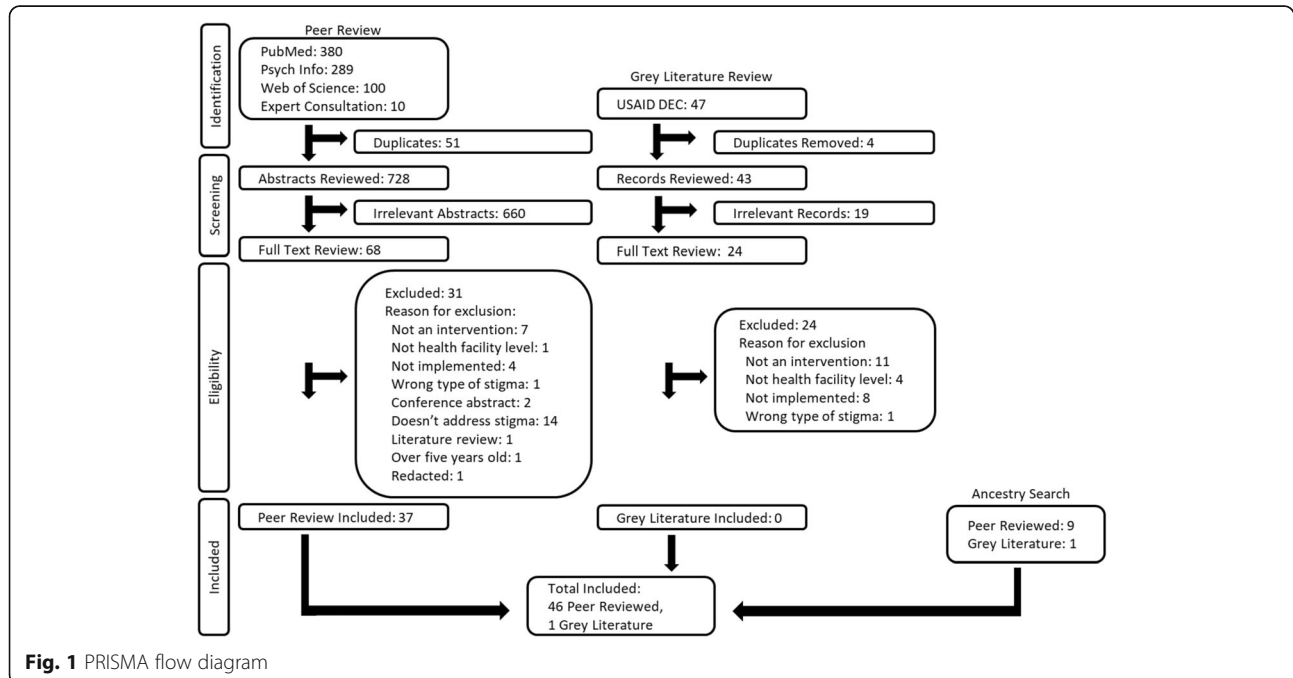 Peer Review
Identification
PubMed: 380
Psych Info: 289
Web of Science: 100
Expert Consultation: 10
Grey Literature Review
USAID DEC: 47
Duplicates: 51
Duplicates Removed: 4
Screening
Abstracts Reviewed: 728
Records Reviewed: 43
Irrelevant Abstracts: 660
Irrelevant Records: 19
Full Text Review: 68
Full Text Review: 24
Eligibility
Excluded: 31
Reason for exclusion:
Not an intervention: 7
Not health facility level: 1
Not implemented: 4
Wrong type of stigma: 1
Conference abstract: 2
Doesn't address stigma: 14
Literature review: 1
Over five years old: 1
Redacted: 1
Excluded: 24
Reason for exclusion
Not an intervention: 11
Not health facility level: 4
Not implemented: 8
Wrong type of stigma: 1
Included
Peer Review Included: 37
Grey Literature Included: 0
Ancestry Search
Peer Reviewed: 9
Grey Literature: 1
Total Included:
46 Peer Reviewed,
1 Grey Literature
Fig. 1 PRISMA flow diagram